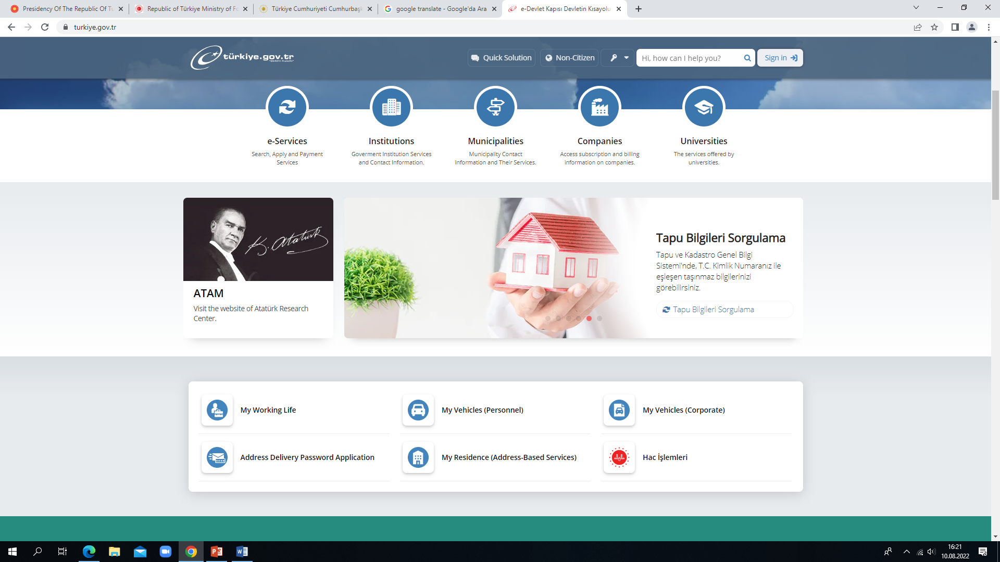 Presidency Of The Republic Of Tu
Republic of Türkiye Ministry of Fo
Türkiye Cumhuriyeti Cumhurbaşk
google translate - Google'da Ara
e-Devlet Kapısı Devletin Kısayolu
turkiye.gov.tr
türkiye.gov.tr
"Devletin Kısayolu"
Quick Solution
Non-Citizen
Hi, how can I help you?
Sign in
e-Services
Search, Apply and Payment
Services
Institutions
Goverment Institution Services
and Contact Information.
Municipalities
Municipality Contact
Information and Their Services.
Companies
Access subscription and billing
information on companies.
Universities
The services offered by
universities.
K. Atatürk
ATAM
Visit the website of Atatürk Research
Center.
Tapu Bilgileri Sorgulama
Tapu ve Kadastro Genel Bilgi
Sistemi'nde, T.C. Kimlik Numaranız ile
eşleşen taşınmaz bilgilerinizi
görebilirsiniz.
Tapu Bilgileri Sorgulama
My Working Life
My Vehicles (Personnel)
My Vehicles (Corporate)
Address Delivery Password Application
My Residence (Address-Based Services)
Hac İşlemleri
16:21
10.08.2022